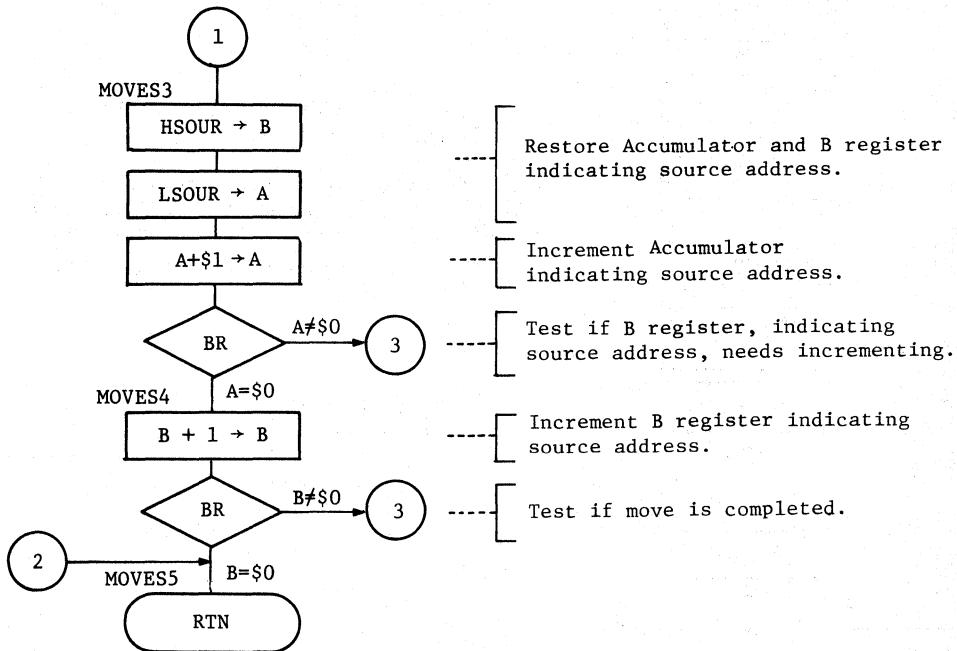 1
MOVES3
HSOUR → B
Restore Accumulator and B register
indicating source address.
LSOUR → A
A+$1 → A
Increment Accumulator
indicating source address.
BR
A≠$0
3
Test if B register, indicating
source address, needs incrementing.
A=$0
MOVES4
B + 1 → B
Increment B register indicating
source address.
BR
B≠$0
3
Test if move is completed.
2
MOVES5
B=$0
RTN